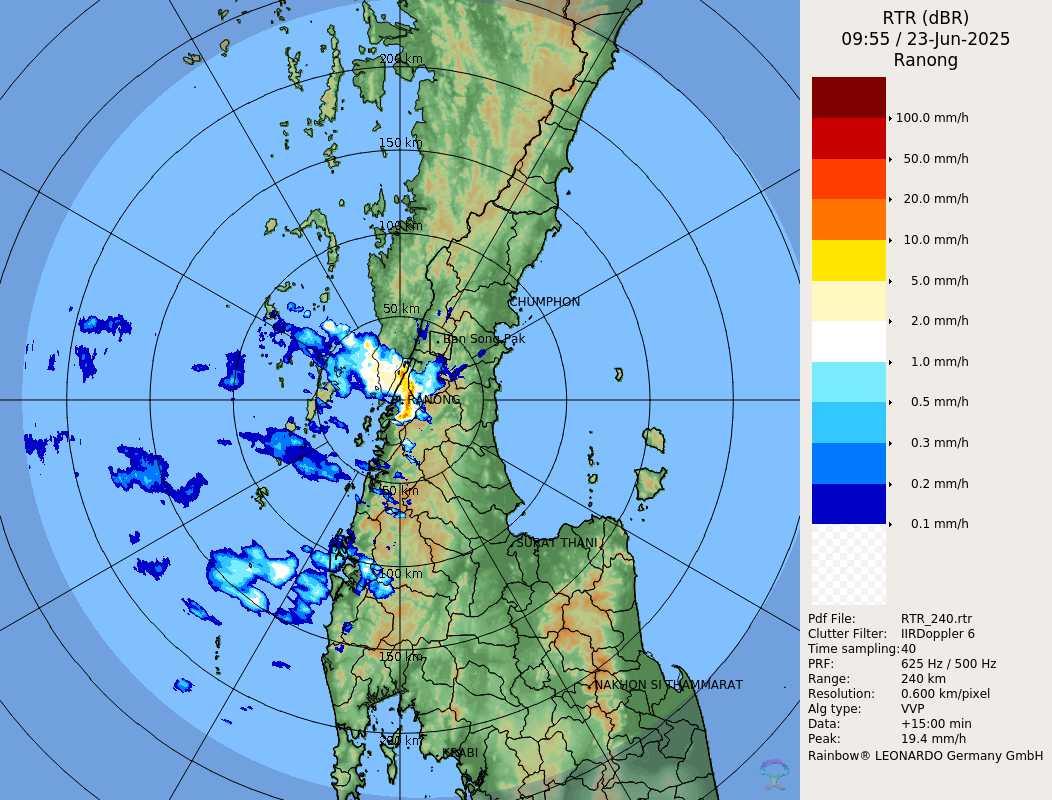 RTR (dBR)
09:55 / 23-Jun-2025
Ranong
100.0 mm/h
50.0 mm/h
20.0 mm/h
10.0 mm/h
5.0 mm/h
2.0 mm/h
1.0 mm/h
0.5 mm/h
0.3 mm/h
0.2 mm/h
0.1 mm/h
Pdf File: RTR_240.rtr
Clutter Filter: IIRDoppler 6
Time sampling:40
PRF: 625 Hz / 500 Hz
Range: 240 km
Resolution: 0.600 km/pixel
Alg type: VVP
Data: +15:00 min
Peak: 19.4 mm/h
Rainbow® LEONARDO Germany GmbH
200 km
150 km
100 km
CHUMPHON
50 km
Ban Song Pak
RANONG
50 km
SURAT THANI
100 km
150 km
NAKHON SI THAMMARAT
200 km
KRABI